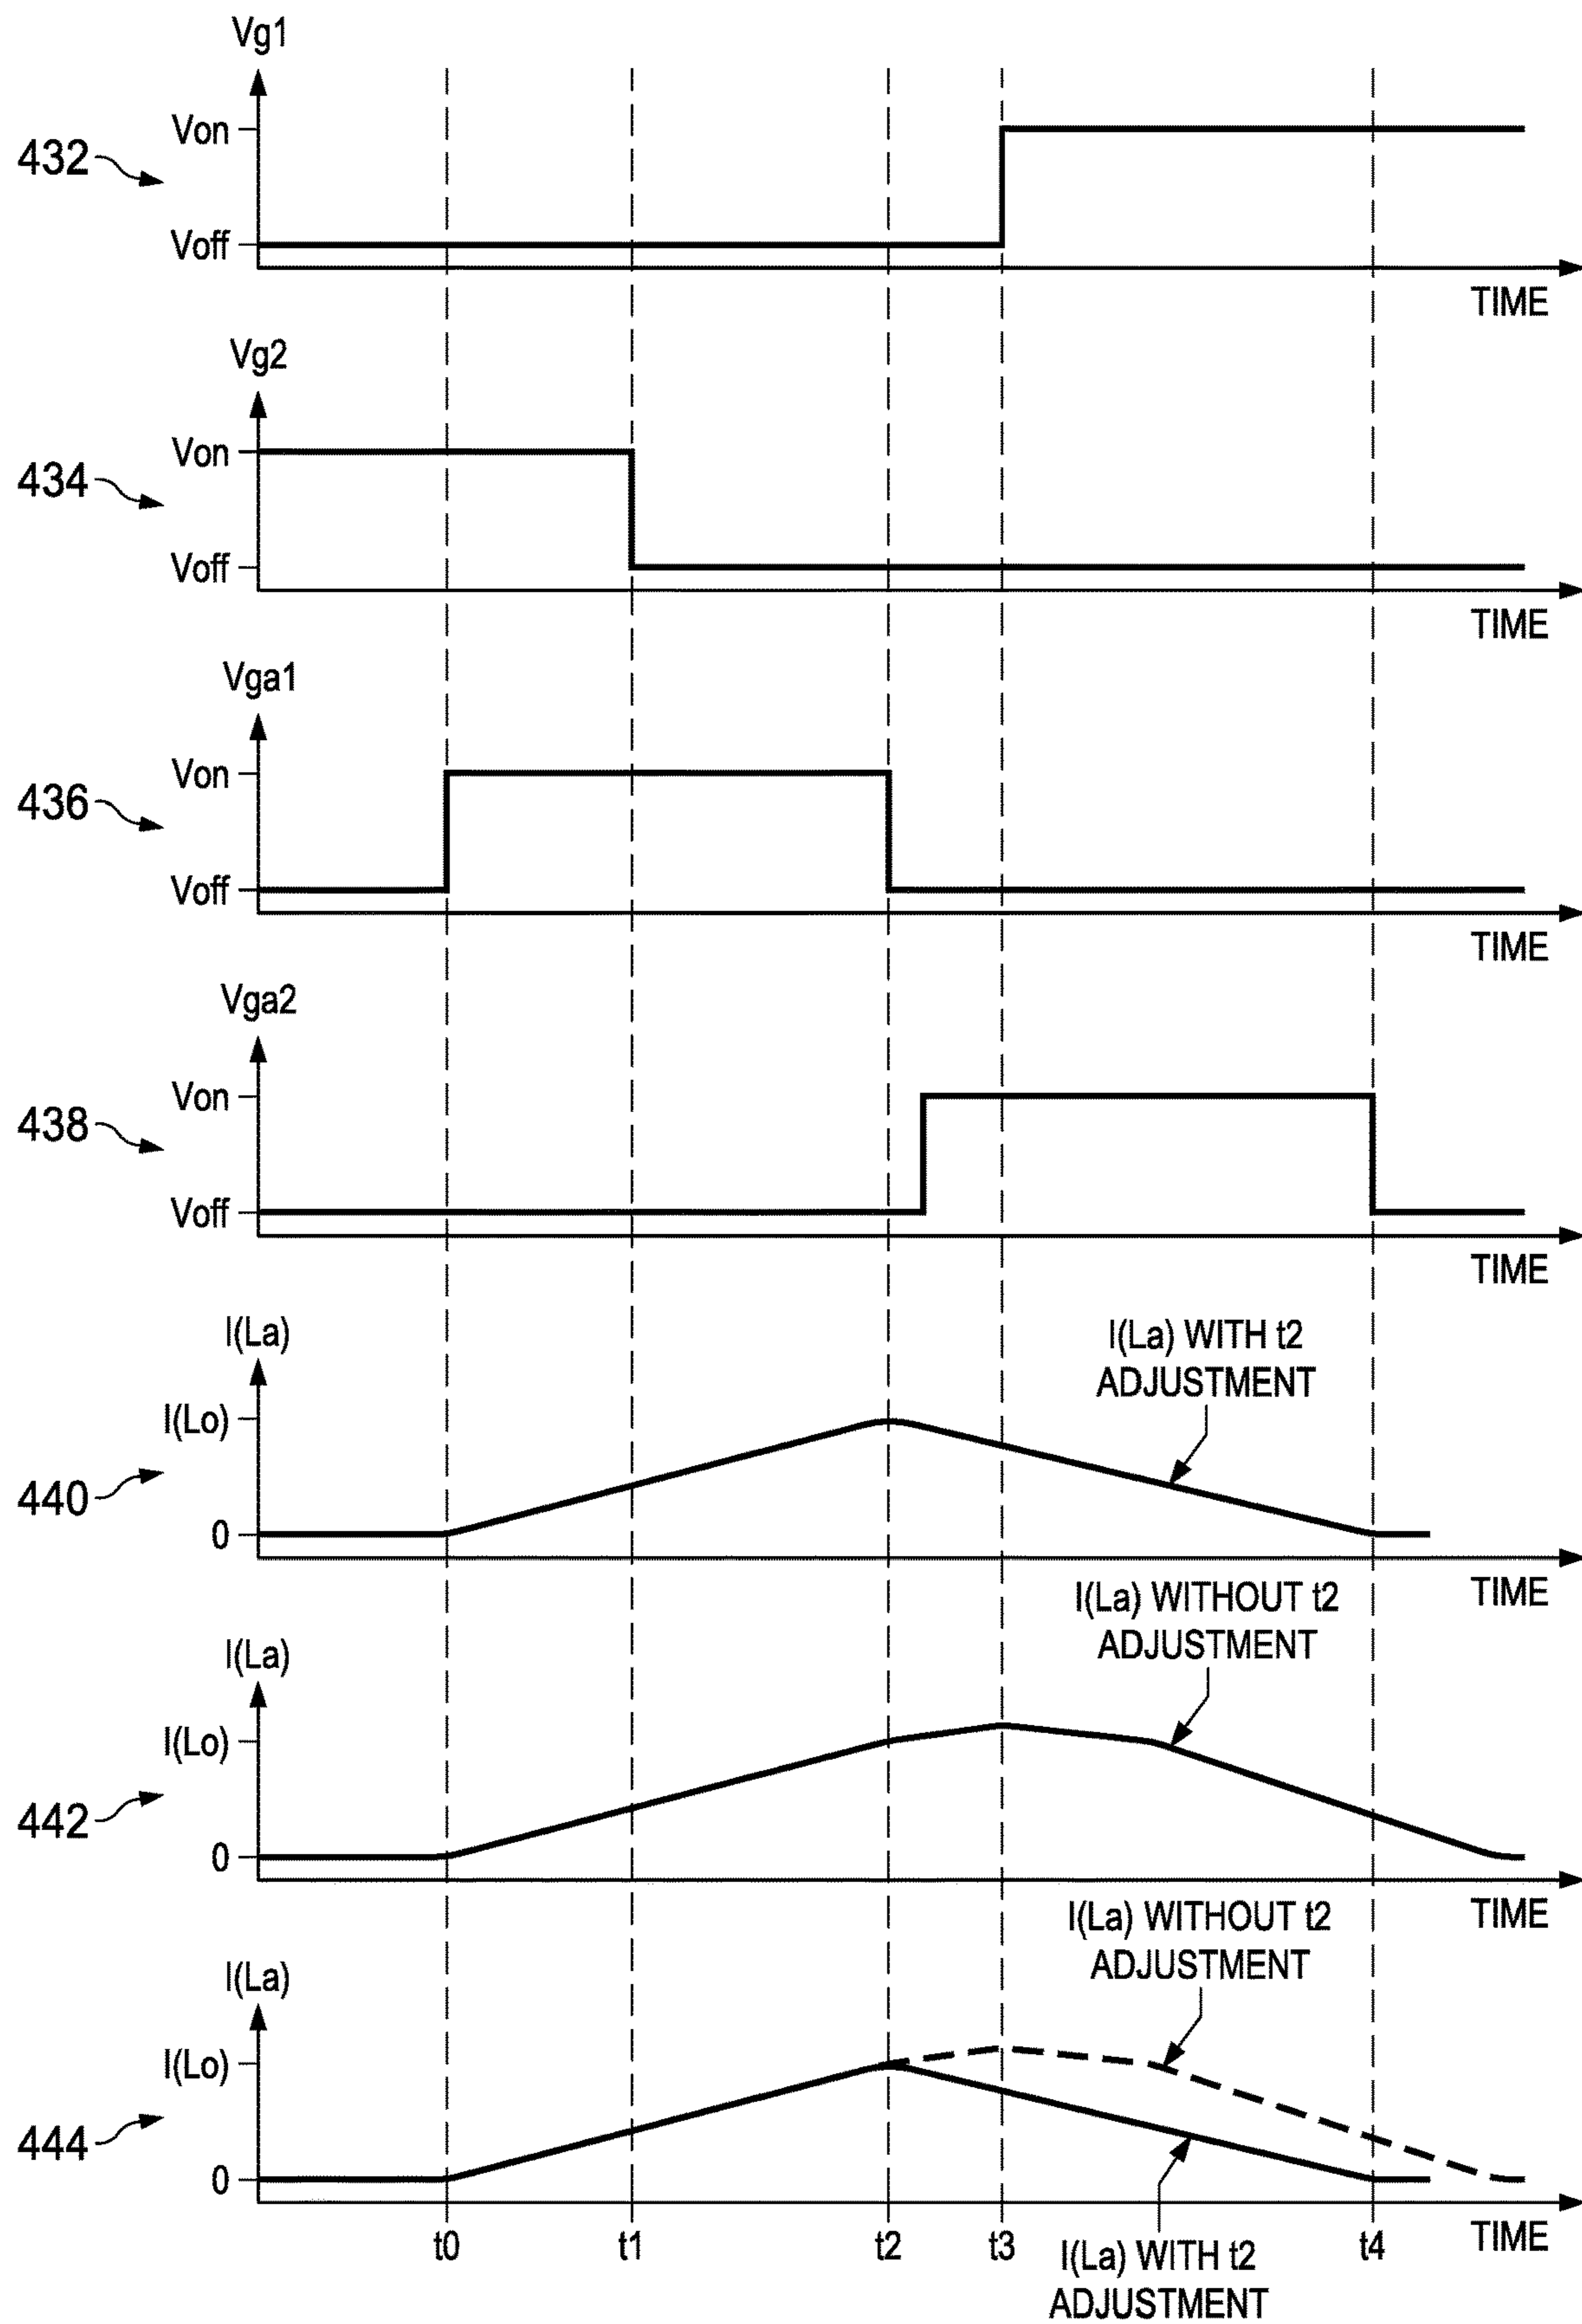 Vg1
Von
432
Voff
TIME
Vg2
Von
434
Voff
TIME
Vga1
Von
436
Voff
TIME
Vga2
Von
438
Voff
TIME
I(La)
I(La) WITH t2
ADJUSTMENT
I(Lo)
440
0
TIME
I(La)
I(La) WITHOUT t2
ADJUSTMENT
I(Lo)
442
0
TIME
I(La)
I(La) WITHOUT t2
ADJUSTMENT
I(Lo)
444
0
t0 t1 t2 t3 t4 TIME
I(La) WITH t2
ADJUSTMENT